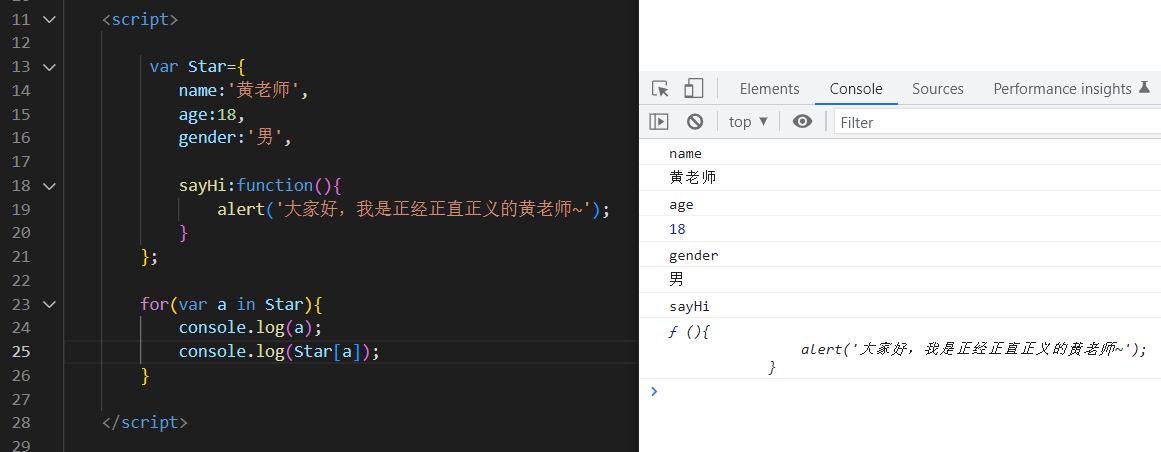 11 <script>
12
13 var Star={
14 name:'黄老师',
15 age:18,
16 gender:'男',
17
18 sayHi:function(){
19 alert('大家好，我是正经正直正义的黄老师~');
20 }
21 };
22
23 for(var a in Star){
24 console.log(a);
25 console.log(Star[a]);
26 }
27
28 </script>
29
Elements Console Sources Performance insights
top ▼ Filter
name
黄老师
age
18
gender
男
sayHi
ƒ (){
alert('大家好，我是正经正直正义的黄老师~');
}
>